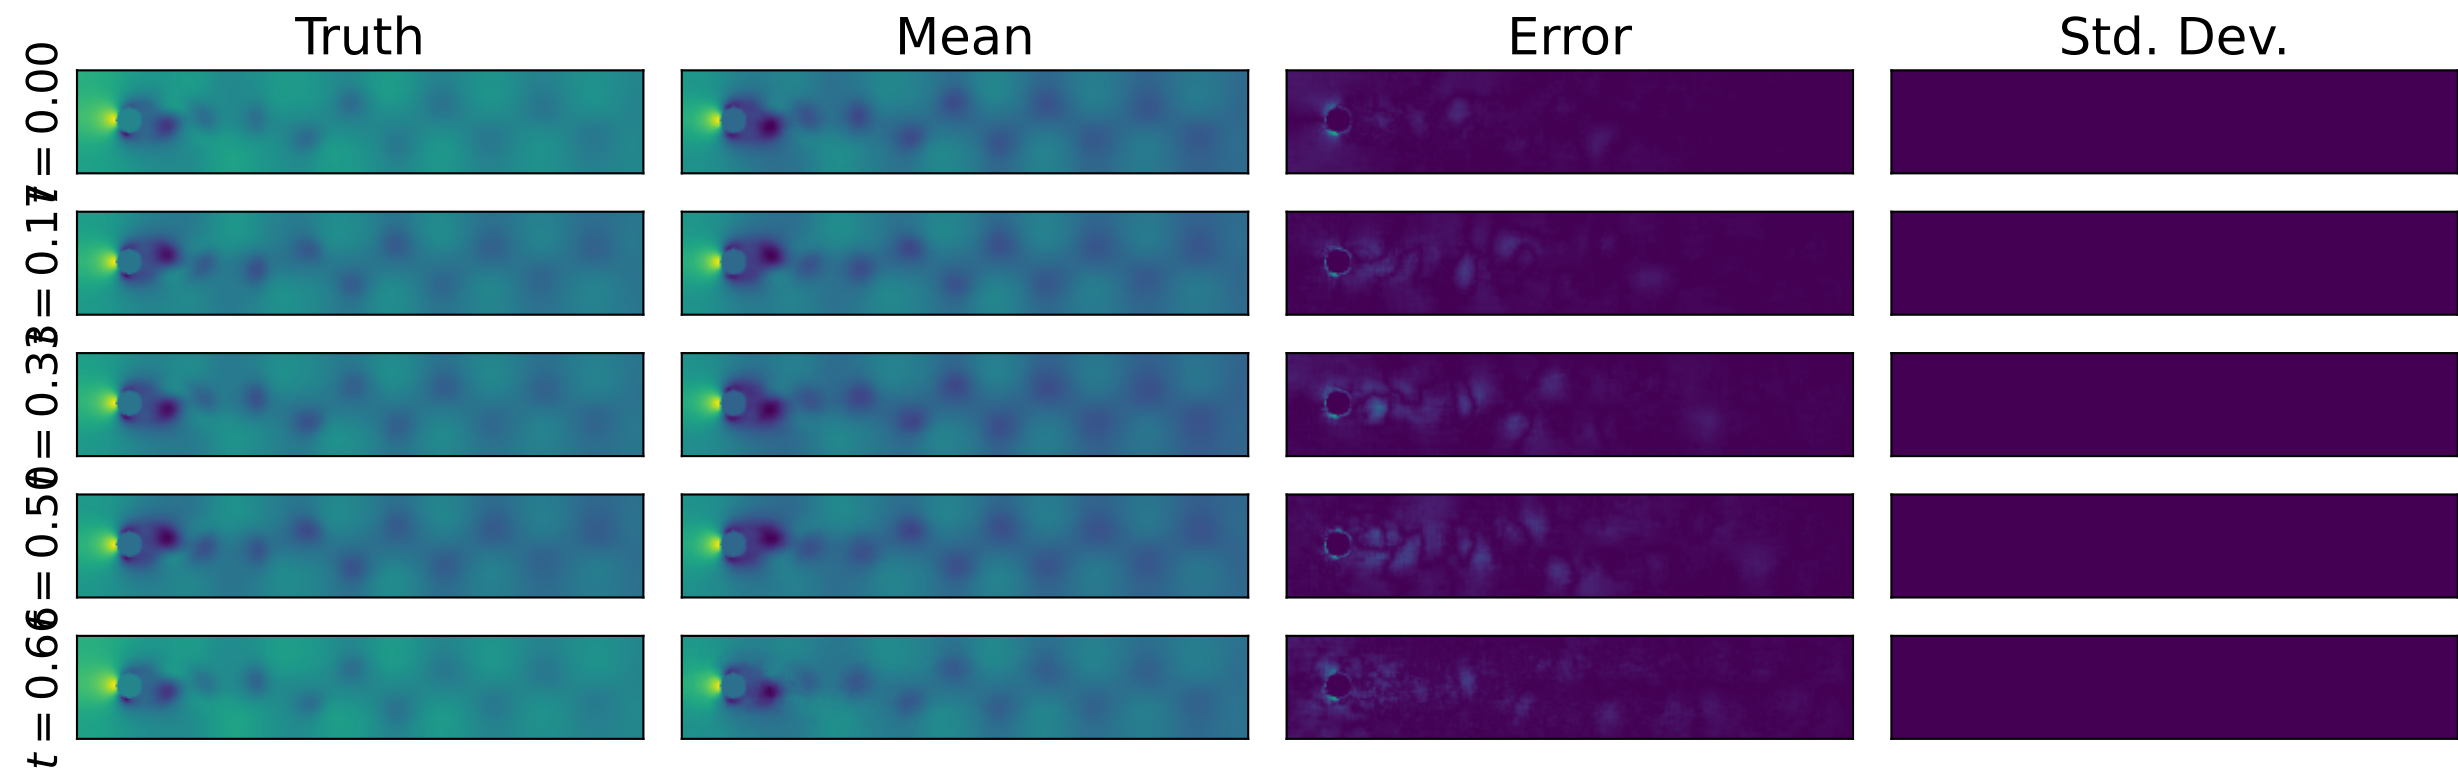 Truth Mean Error Std. Dev.
t = 0.00
t = 0.17
t = 0.33
t = 0.50
t = 0.66